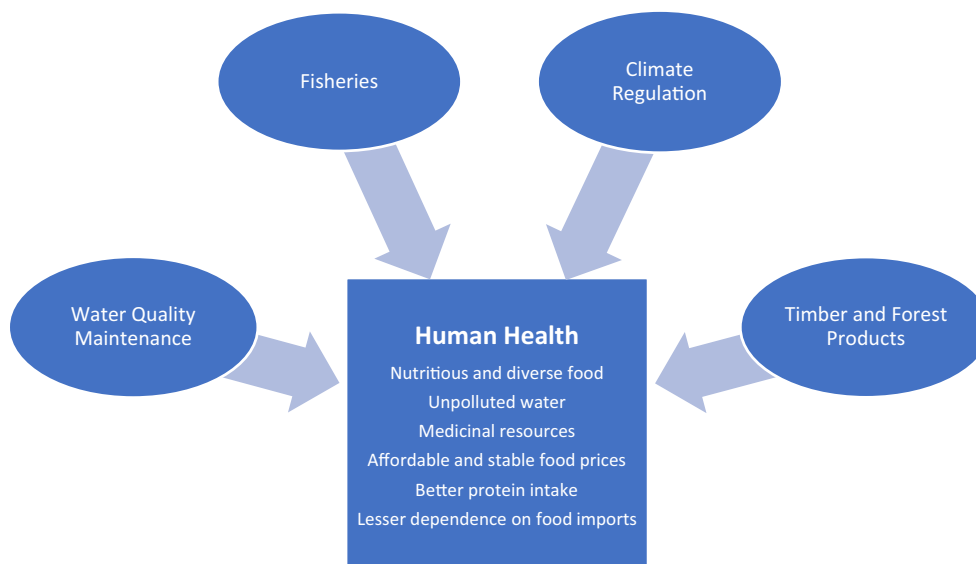 Fisheries
Climate
Regulation
Water Quality
Maintenance
Timber and Forest
Products
Human Health
Nutritious and diverse food
Unpolluted water
Medicinal resources
Affordable and stable food prices
Better protein intake
Lesser dependence on food imports